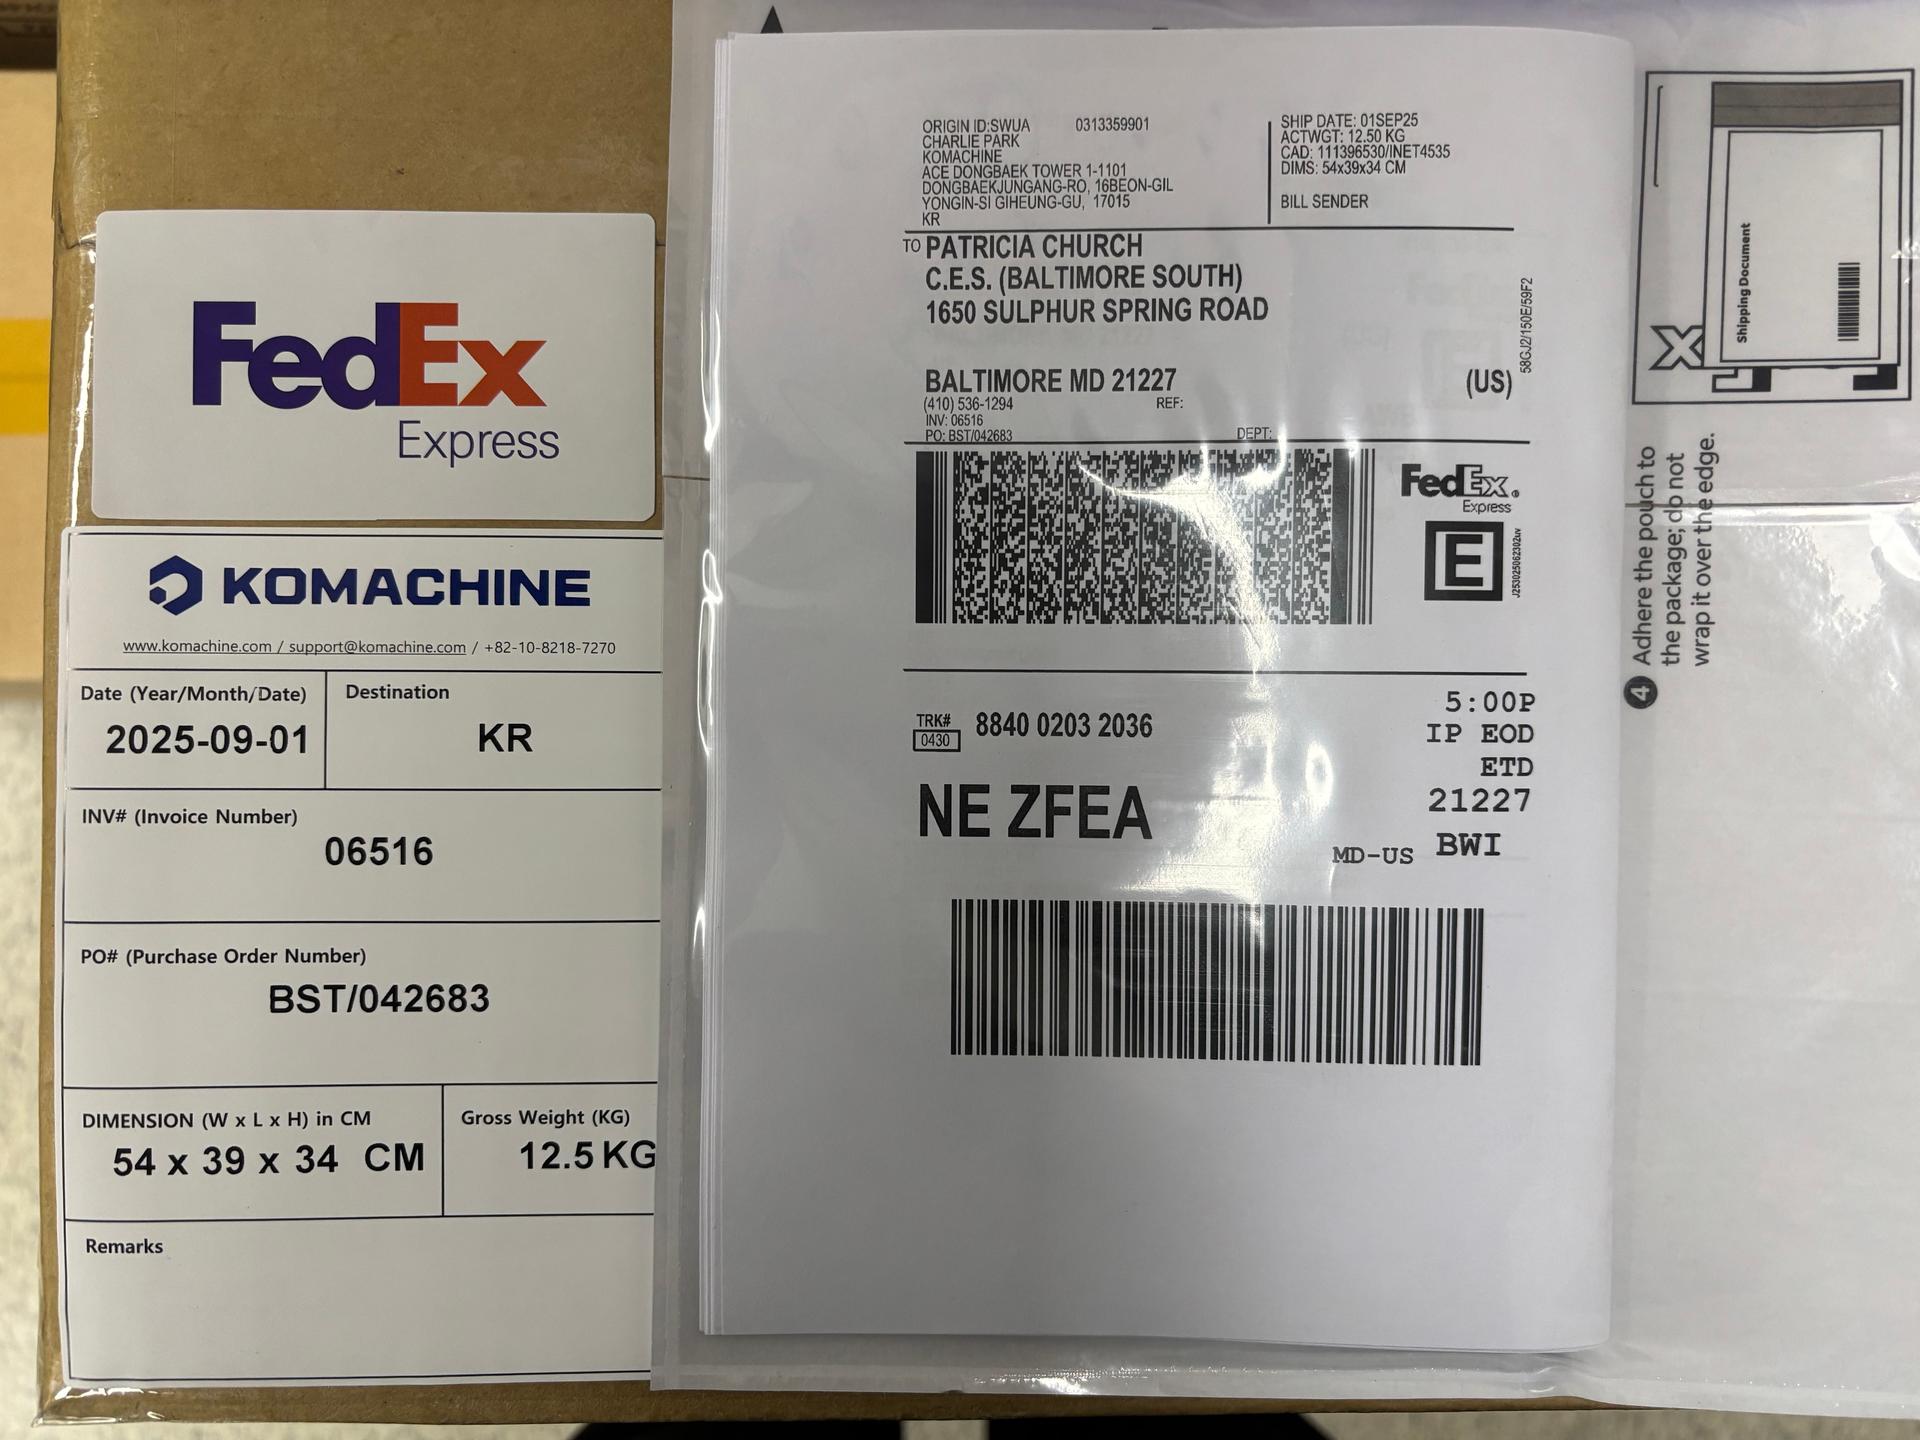 FedEx
Express
KOMACHINE
www.komachine.com / support@komachine.com / +82-10-8218-7270
Date (Year/Month/Date)
2025-09-01
Destination
KR
INV# (Invoice Number)
06516
PO# (Purchase Order Number)
BST/042683
DIMENSION (W x L x H) in CM
54 x 39 x 34 CM
Gross Weight (KG)
12.5 KG
Remarks
ORIGIN ID:SWUA 0313359901
CHARLIE PARK
KOMACHINE
ACE DONGBAEK TOWER 1-1101
DONGBAEKJUNGANG-RO, 16BEON-GIL
YONGIN-SI GIHEUNG-GU, 17015
KR
SHIP DATE: 01SEP25
ACTWGT: 12.50 KG
CAD: 111396530/INET4535
DIMS: 54x39x34 CM
BILL SENDER
TO PATRICIA CHURCH
C.E.S. (BALTIMORE SOUTH)
1650 SULPHUR SPRING ROAD
BALTIMORE MD 21227 (US)
(410) 536-1294 REF:
INV: 06516
PO: BST/042683 DEPT:
58GJ2/150E/59F2
FedEx
Express
E
J253025062302uv
TRK# 8840 0203 2036
0430
5:00P
IP EOD
ETD
21227
NE ZFEA
MD-US BWI
Shipping Document
X
4 Adhere the pouch to
the package; do not
wrap it over the edge.